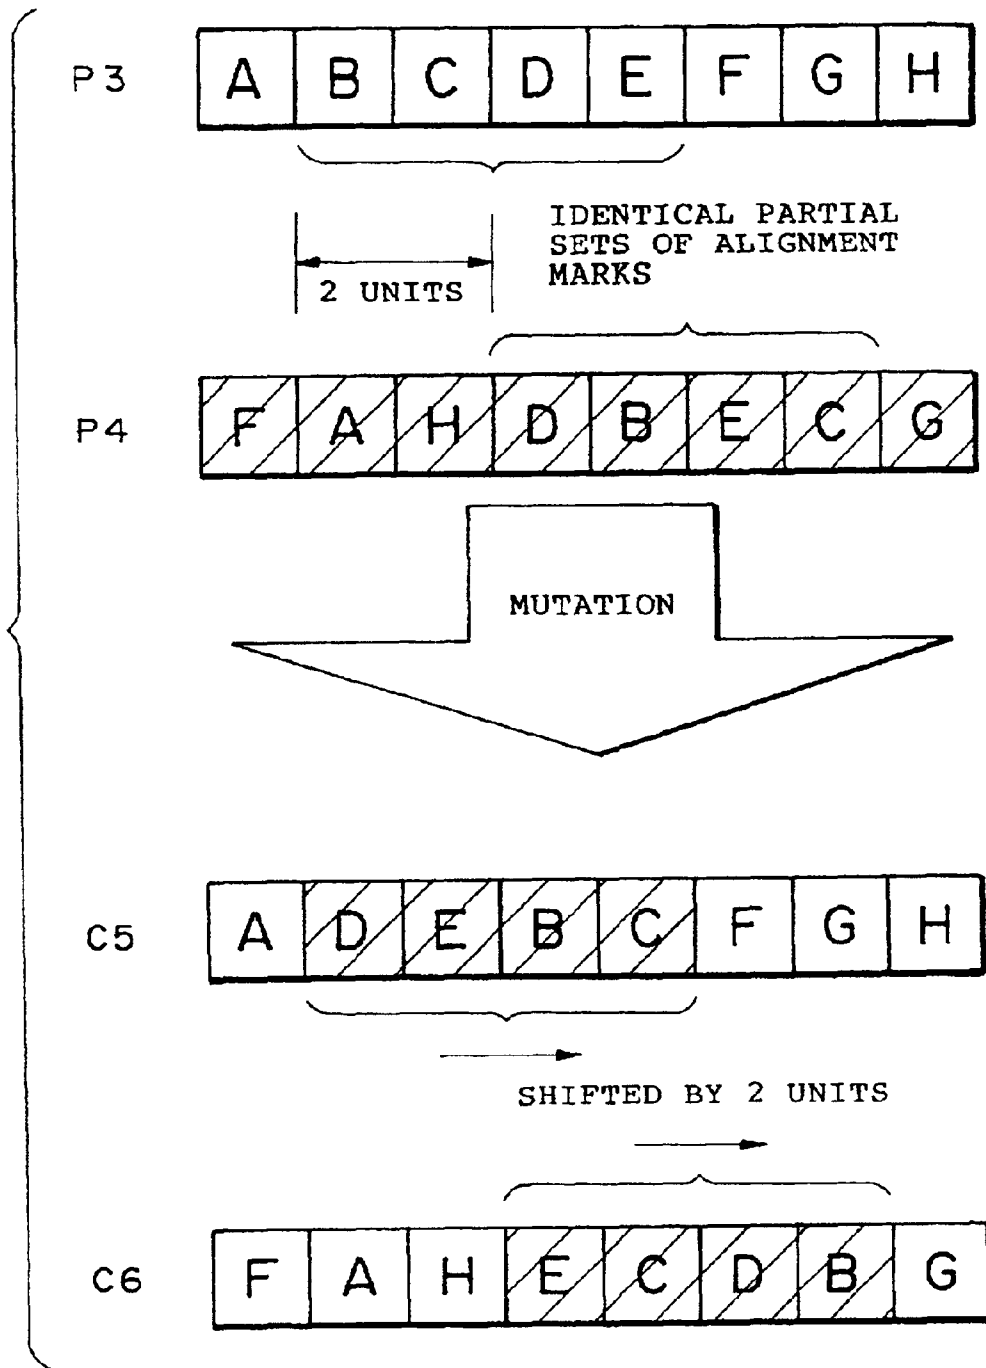 P3 A B C D E F G H
IDENTICAL PARTIAL
SETS OF ALIGNMENT
MARKS
2 UNITS
P4 F A H D B E C G
MUTATION
C5 A D E B C F G H
SHIFTED BY 2 UNITS
C6 F A H E C D B G